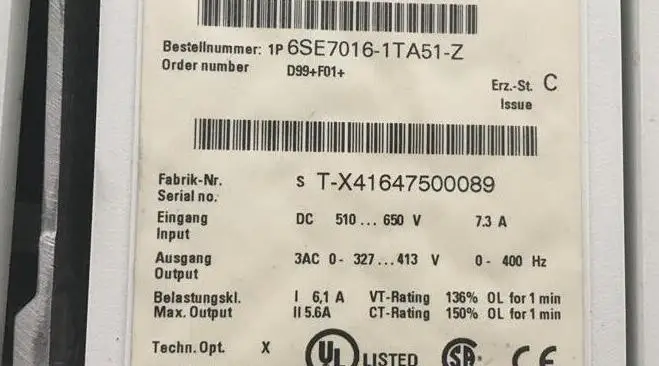 Bestellnummer: 1P 6SE7016-1TA51-Z
Order number D99+F01+
Erz.-St. C
Issue
Fabrik-Nr. S T-X41647500089
Serial no.
Eingang DC 510...650 V 7.3 A
Input
Ausgang 3AC 0- 327...413 V 0- 400 Hz
Output
Belastungskl. I 6,1 A VT-Rating 136% OL for 1 min
Max. Output II 5.6A CT-Rating 150% OL for 1 min
Techn. Opt. X UL LISTED SA CE